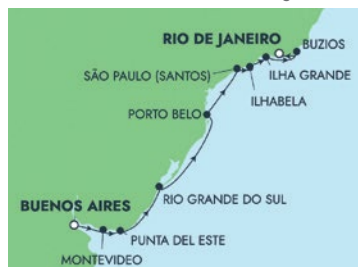 RIO DE JANEIRO
BUZIOS
SÃO PAULO (SANTOS)
ILHA GRANDE
ILHABELA
PORTO BELO
RIO GRANDE DO SUL
BUENOS AIRES
PUNTA DEL ESTE
MONTEVIDEO